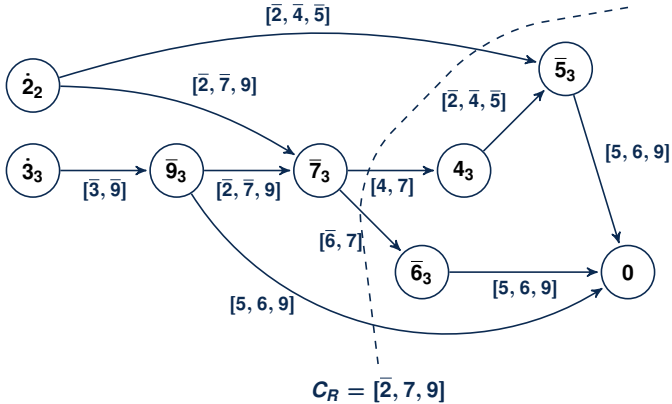 [2̅, 4̅, 5̅]
5̅₃
2̇₂
[2̅, 7̅, 9]
[2̅, 4̅, 5̅]
[5, 6, 9]
3̇₃
[3̅, 9̅]
9̅₃
[2̅, 7̅, 9]
7̅₃
[4, 7]
4₃
[6̅, 7]
6̅₃
[5, 6, 9]
0
[5, 6, 9]
C_R = [2̅, 7, 9]